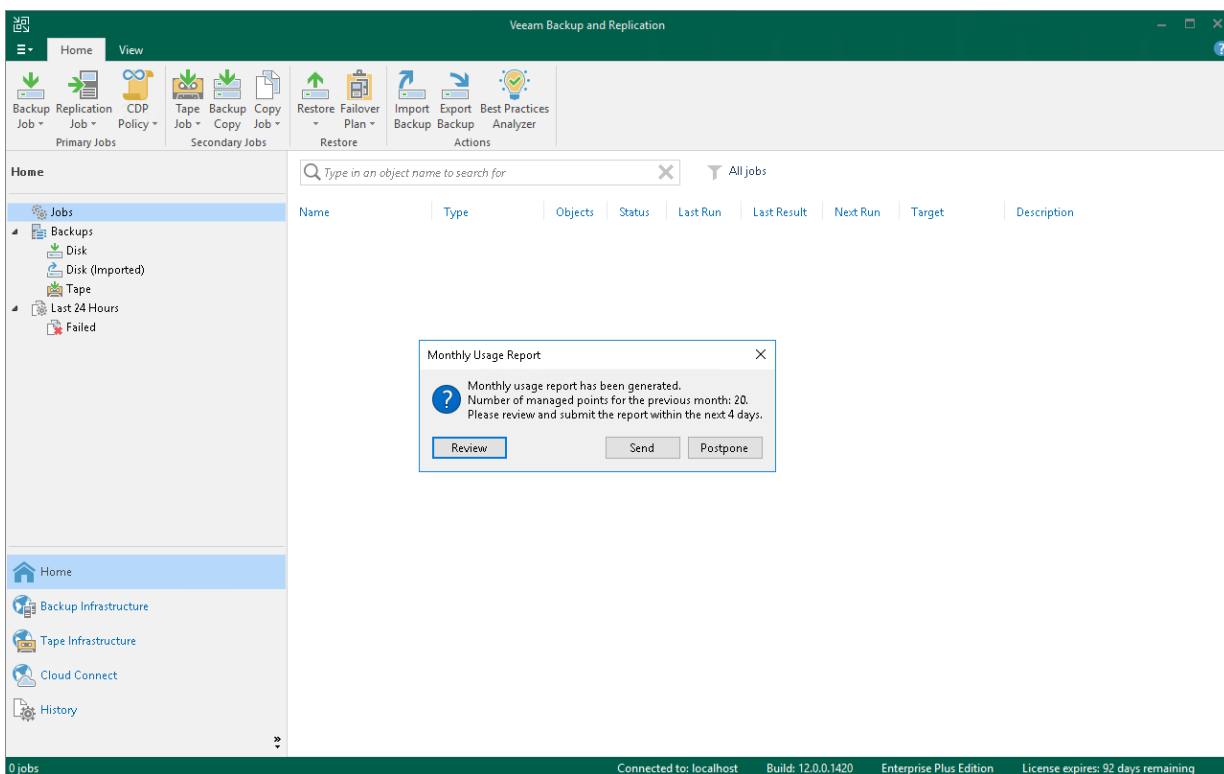 Veeam Backup and Replication
Home View
Backup Job Replication Job CDP Policy Tape Job Backup Copy Copy Job Restore Failover Plan Import Backup Export Backup Best Practices Analyzer
Primary Jobs Secondary Jobs Restore Actions
Home
Type in an object name to search for
All jobs
Name Type Objects Status Last Run Last Result Next Run Target Description
Jobs
Backups
Disk
Disk (Imported)
Tape
Last 24 Hours
Failed
Monthly Usage Report
Monthly usage report has been generated.
Number of managed points for the previous month: 20.
Please review and submit the report within the next 4 days.
Review Send Postpone
Home
Backup Infrastructure
Tape Infrastructure
Cloud Connect
History
0 jobs Connected to: localhost Build: 12.0.0.1420 Enterprise Plus Edition License expires: 92 days remaining